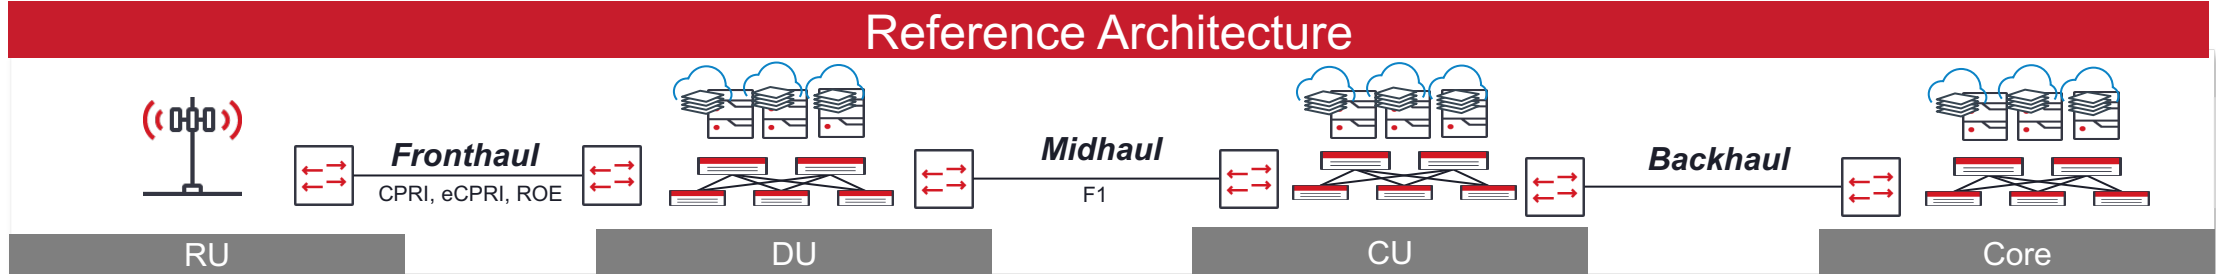 Reference Architecture
Fronthaul
CPRI, eCPRI, ROE
Midhaul
F1
Backhaul
RU
DU
CU
Core